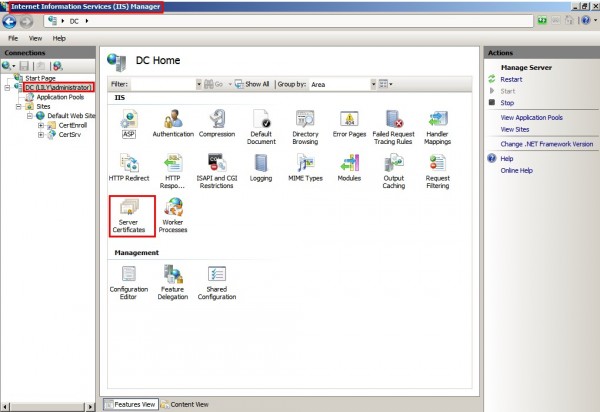 Internet Information Services (IIS) Manager
DC
File View Help
Connections
Start Page
DC (LILY\administrator)
Application Pools
Sites
Default Web Site
CertEnroll
CertSrv
DC Home
Filter: Go Show All Group by: Area
IIS
ASP
Authentication
Compression
Default Document
Directory Browsing
Error Pages
Failed Request Tracing Rules
Handler Mappings
HTTP Redirect
HTTP Respo...
ISAPI and CGI Restrictions
Logging
MIME Types
Modules
Output Caching
Request Filtering
Server Certificates
Worker Processes
Management
Configuration Editor
Feature Delegation
Shared Configuration
Features View Content View
Actions
Manage Server
Restart
Start
Stop
View Application Pools
View Sites
Change .NET Framework Version
Help
Online Help